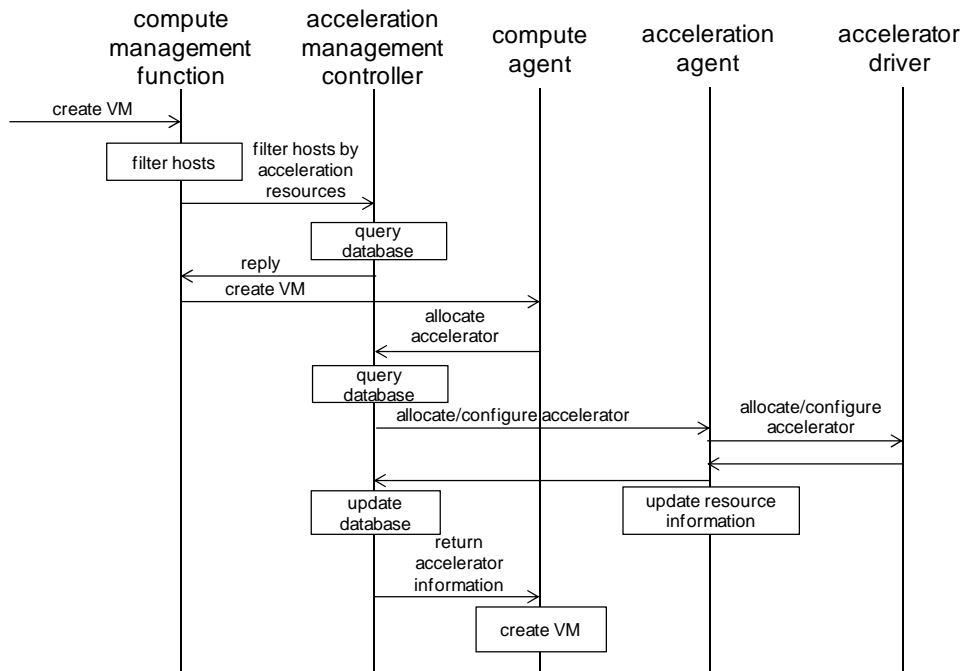 compute
management
function
acceleration
management
controller
compute
agent
acceleration
agent
accelerator
driver
create VM
filter hosts
filter hosts by
acceleration
resources
query
database
reply
create VM
allocate
accelerator
query
database
allocate/configure accelerator
allocate/configure
accelerator
update
database
update resource
information
return
accelerator
information
create VM